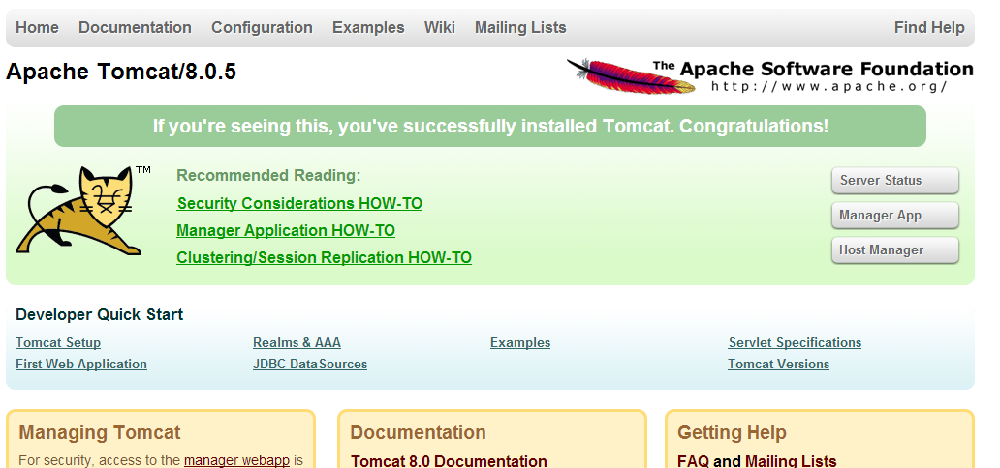 Home Documentation Configuration Examples Wiki Mailing Lists Find Help
Apache Tomcat/8.0.5
The Apache Software Foundation
http://www.apache.org/
If you're seeing this, you've successfully installed Tomcat. Congratulations!
TM
Recommended Reading:
Security Considerations HOW-TO
Manager Application HOW-TO
Clustering/Session Replication HOW-TO
Server Status
Manager App
Host Manager
Developer Quick Start
Tomcat Setup
First Web Application
Realms & AAA
JDBC DataSources
Examples
Servlet Specifications
Tomcat Versions
Managing Tomcat
For security, access to the manager webapp is
Documentation
Tomcat 8.0 Documentation
Getting Help
FAQ and Mailing Lists